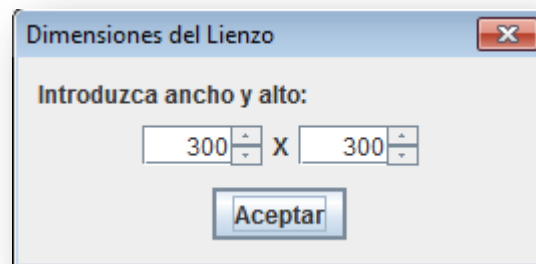 Dimensiones del Lienzo
Introduzca ancho y alto:
300 X 300
Aceptar